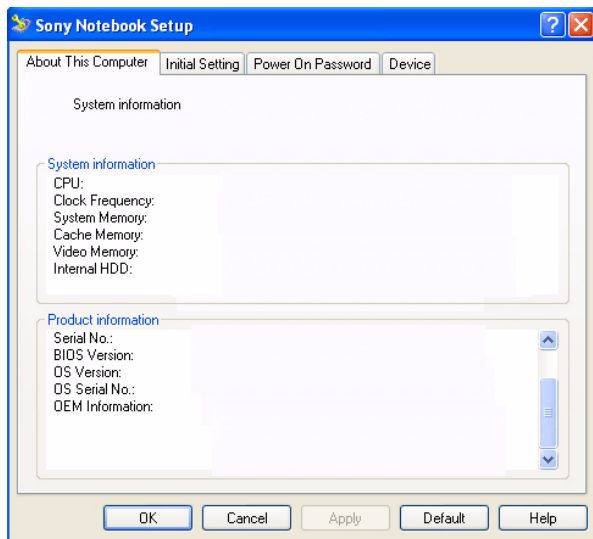 Sony Notebook Setup
About This Computer Initial Setting Power On Password Device
System information
System information
CPU:
Clock Frequency:
System Memory:
Cache Memory:
Video Memory:
Internal HDD:
Product information
Serial No.:
BIOS Version:
OS Version:
OS Serial No.:
OEM Information:
OK Cancel Apply Default Help